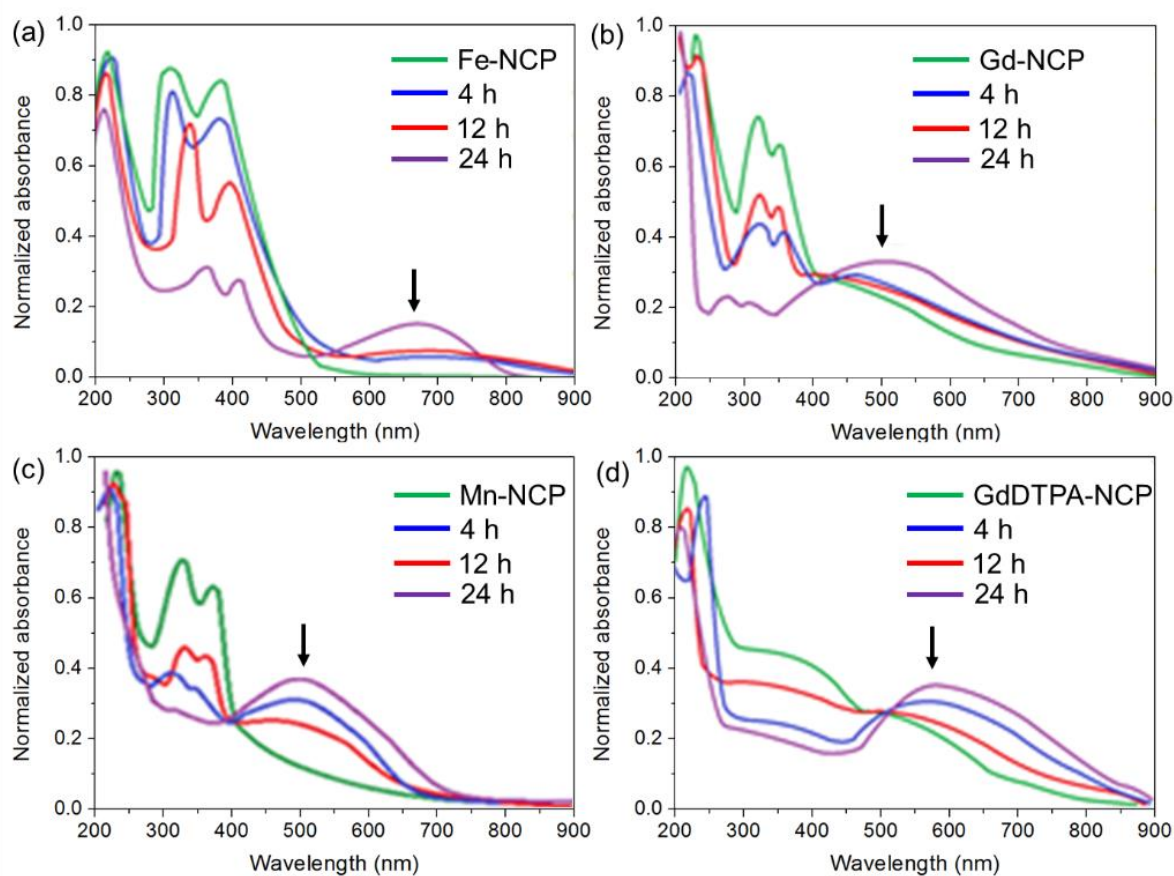 (a)
Fe-NCP
4 h
12 h
24 h
Normalized absorbance
1.0
0.8
0.6
0.4
0.2
0.0
200 300 400 500 600 700 800 900
Wavelength (nm)
(b)
Gd-NCP
4 h
12 h
24 h
Normalized absorbance
1.0
0.8
0.6
0.4
0.2
0.0
200 300 400 500 600 700 800 900
Wavelength (nm)
(c)
Mn-NCP
4 h
12 h
24 h
Normalized absorbance
1.0
0.8
0.6
0.4
0.2
0.0
200 300 400 500 600 700 800 900
Wavelength (nm)
(d)
GdDTPA-NCP
4 h
12 h
24 h
Normalized absorbance
1.0
0.8
0.6
0.4
0.2
0.0
200 300 400 500 600 700 800 900
Wavelength (nm)